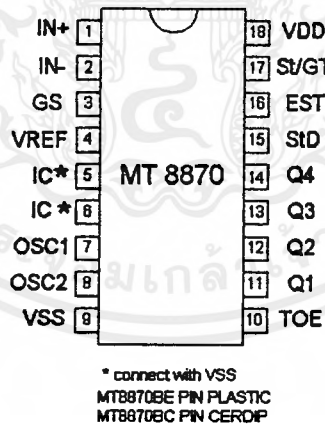 IN+ 1 18 VDD
IN- 2 17 St/GT
GS 3 16 EST
VREF 4 15 StD
IC* 5 MT 8870 14 Q4
IC * 6 13 Q3
OSC1 7 12 Q2
OSC2 8 11 Q1
VSS 9 10 TOE
* connect with VSS
MT8870BE PIN PLASTIC
MT8870BC PIN CERDIP